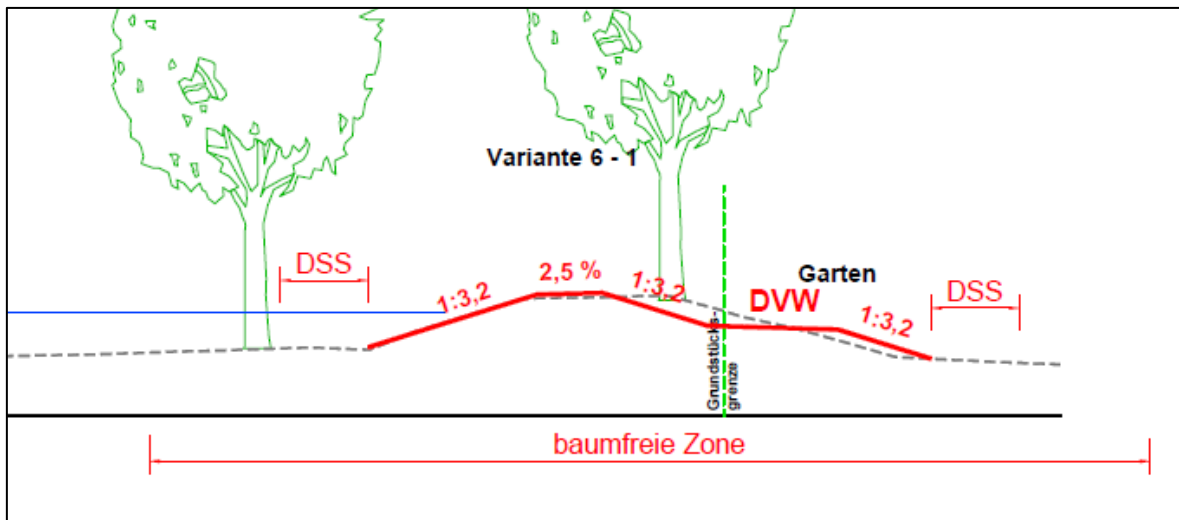 Variante 6 - 1
DSS
1:3,2
2,5 %
1:3,2
Garten
DVW
1:3,2
DSS
Grundstücks-
grenze
baumfreie Zone